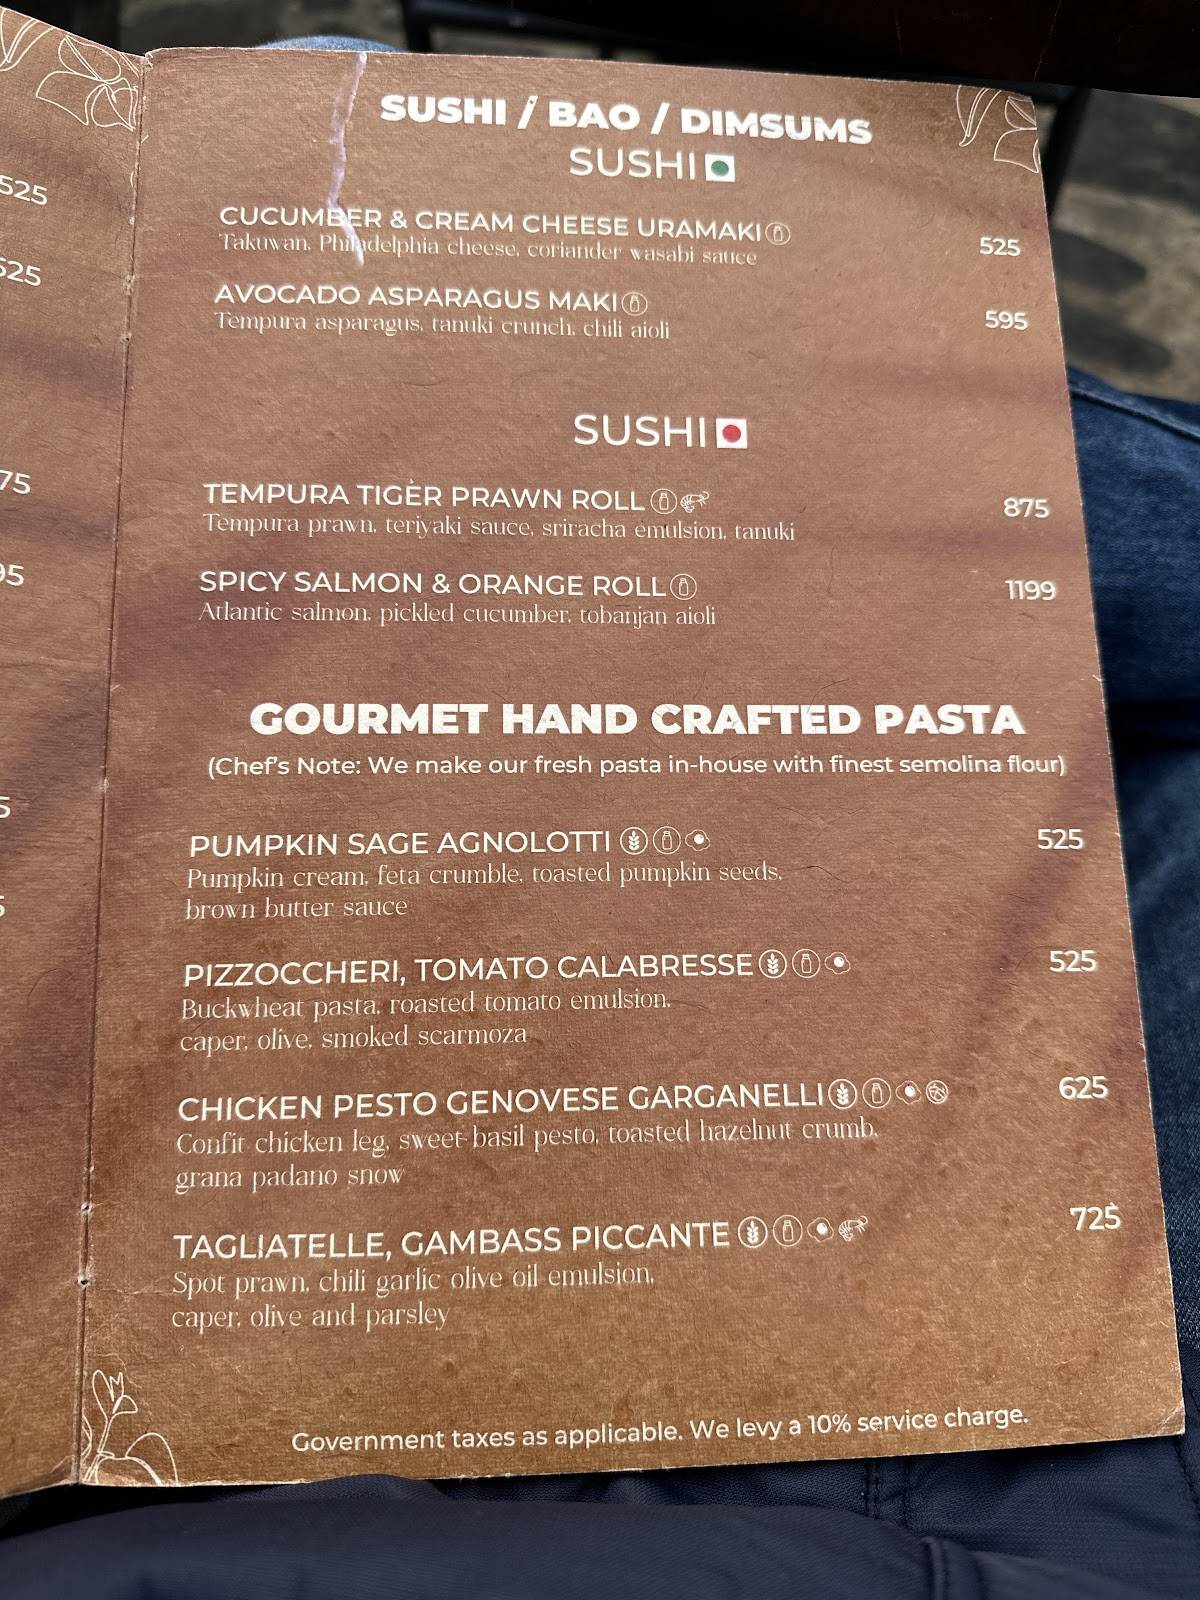 SUSHI / BAO / DIMSUMS
SUSHI
CUCUMBER & CREAM CHEESE URAMAKI 525
Takuwan, Philadelphia cheese, coriander wasabi sauce
AVOCADO ASPARAGUS MAKI 595
Tempura asparagus, tanuki crunch, chili aioli
SUSHI
TEMPURA TIGER PRAWN ROLL 875
Tempura prawn, teriyaki sauce, sriracha emulsion, tanuki
SPICY SALMON & ORANGE ROLL 1199
Atlantic salmon, pickled cucumber, tobanjan aioli
GOURMET HAND CRAFTED PASTA
(Chef's Note: We make our fresh pasta in-house with finest semolina flour)
PUMPKIN SAGE AGNOLOTTI 525
Pumpkin cream, feta crumble, toasted pumpkin seeds,
brown butter sauce
PIZZOCCHERI, TOMATO CALABRESSE 525
Buckwheat pasta, roasted tomato emulsion,
caper, olive, smoked scarmoza
CHICKEN PESTO GENOVESE GARGANELLI 625
Confit chicken leg, sweet basil pesto, toasted hazelnut crumb,
grana padano snow
TAGLIATELLE, GAMBASS PICCANTE 725
Spot prawn, chili garlic olive oil emulsion,
caper, olive and parsley
Government taxes as applicable. We levy a 10% service charge.
525